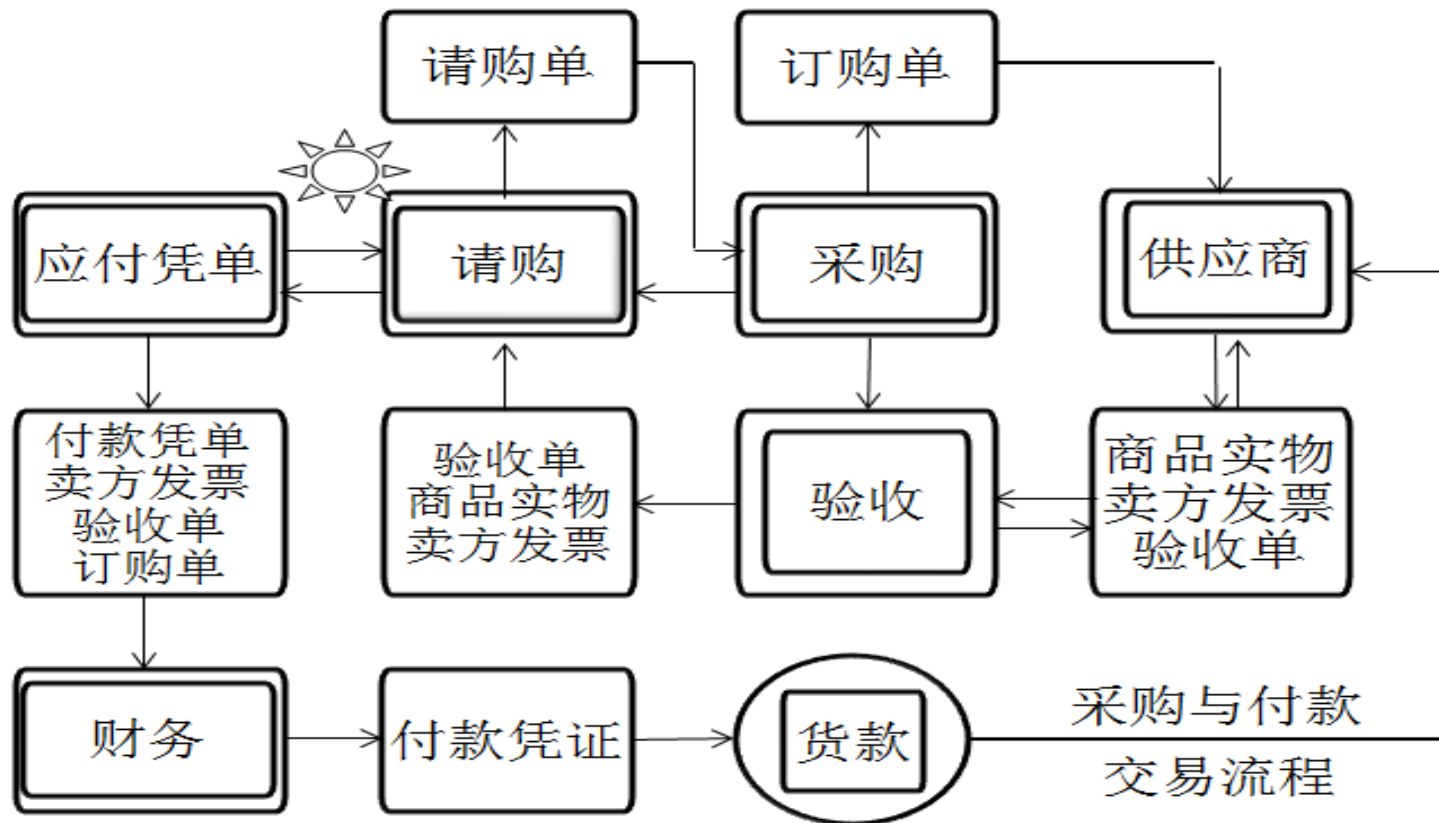 请购单
订购单
应付凭单
请购
采购
供应商
付款凭单
卖方发票
验收单
订购单
验收单
商品实物
卖方发票
验收
商品实物
卖方发票
验收单
财务
付款凭证
货款
采购与付款
交易流程